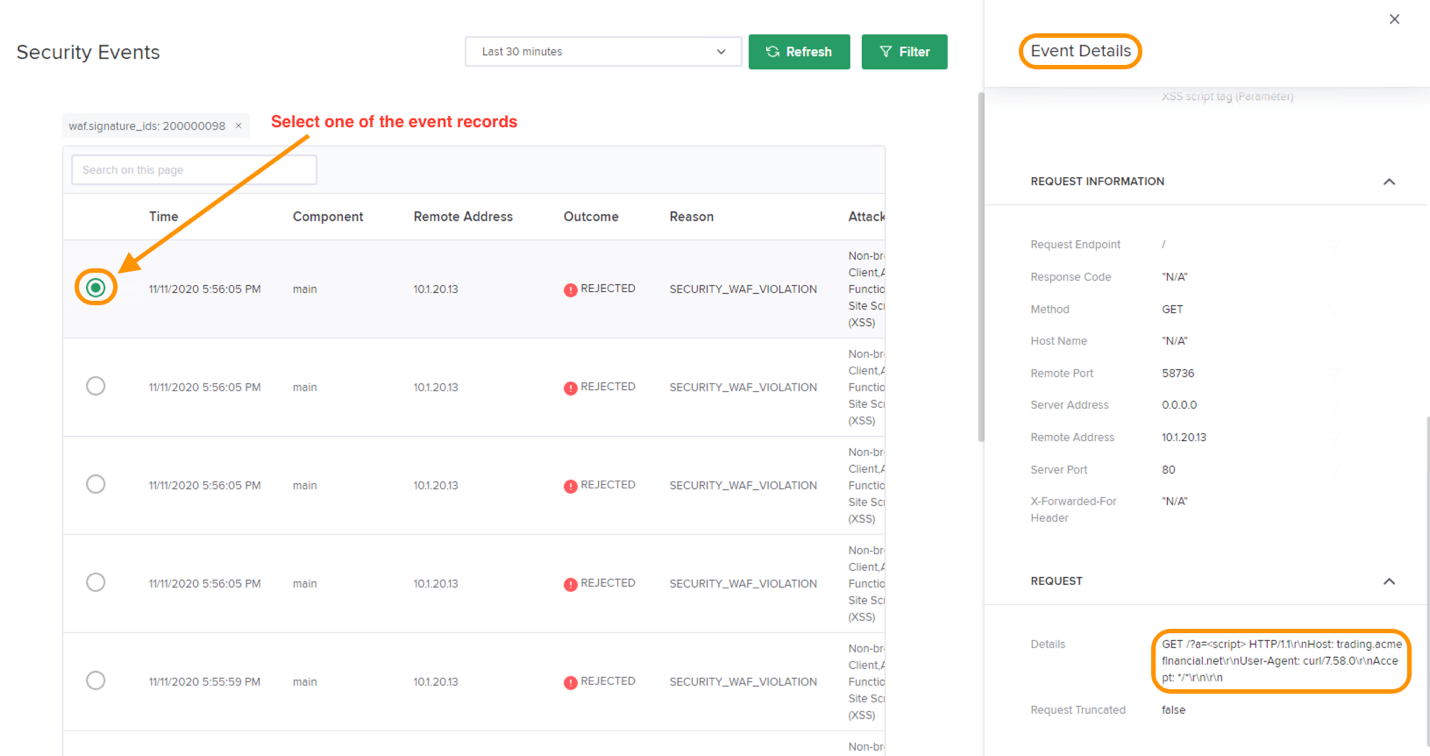 Security Events
Last 30 minutes
Refresh
Filter
waf.signature_ids: 200000098 ×
Select one of the event records
Search on this page
Time Component Remote Address Outcome Reason Attack
11/11/2020 5:56:05 PM main 10.1.20.13 REJECTED SECURITY_WAF_VIOLATION
Non-br
Client,A
Functio
Site Scr
(XSS)
11/11/2020 5:56:05 PM main 10.1.20.13 REJECTED SECURITY_WAF_VIOLATION
Non-br
Client,A
Functio
Site Scr
(XSS)
11/11/2020 5:56:05 PM main 10.1.20.13 REJECTED SECURITY_WAF_VIOLATION
Non-br
Client,A
Functio
Site Scr
(XSS)
11/11/2020 5:56:05 PM main 10.1.20.13 REJECTED SECURITY_WAF_VIOLATION
Non-br
Client,A
Functio
Site Scr
(XSS)
11/11/2020 5:55:59 PM main 10.1.20.13 REJECTED SECURITY_WAF_VIOLATION
Non-br
Client,A
Functio
Site Scr
(XSS)
Non-br
Event Details
XSS script tag (Parameter)
REQUEST INFORMATION
Request Endpoint /
Response Code "N/A"
Method GET
Host Name "N/A"
Remote Port 58736
Server Address 0.0.0.0
Remote Address 10.1.20.13
Server Port 80
X-Forwarded-For "N/A"
Header
REQUEST
Details GET /?a=<script> HTTP/1.1\r\nHost: trading.acme
financial.net\r\nUser-Agent: curl/7.58.0\r\nAcce
pt: */*\r\n\r\n
Request Truncated false